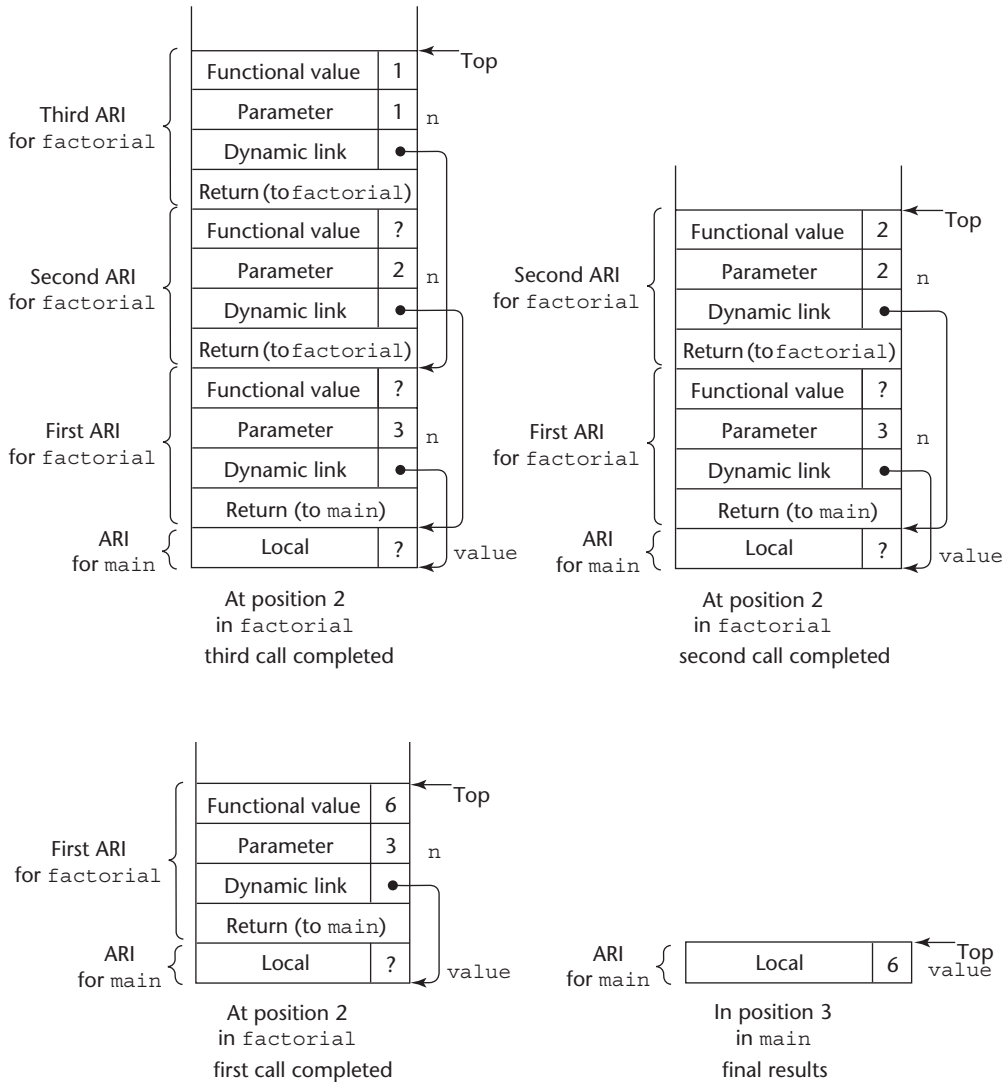 Top
Functional value 1
Third ARI
for factorial
Parameter 1 n
Dynamic link
Return (to factorial)
Functional value ?
Second ARI
for factorial
Parameter 2 n
Dynamic link
Return (to factorial)
Functional value ?
First ARI
for factorial
Parameter 3 n
Dynamic link
Return (to main)
ARI
for main
Local ? value
At position 2
in factorial
third call completed
Top
Functional value 2
Second ARI
for factorial
Parameter 2 n
Dynamic link
Return (to factorial)
Functional value ?
First ARI
for factorial
Parameter 3 n
Dynamic link
Return (to main)
ARI
for main
Local ? value
At position 2
in factorial
second call completed
Top
Functional value 6
First ARI
for factorial
Parameter 3 n
Dynamic link
Return (to main)
ARI
for main
Local ? value
At position 2
in factorial
first call completed
Top
ARI
for main
Local 6 value
In position 3
in main
final results